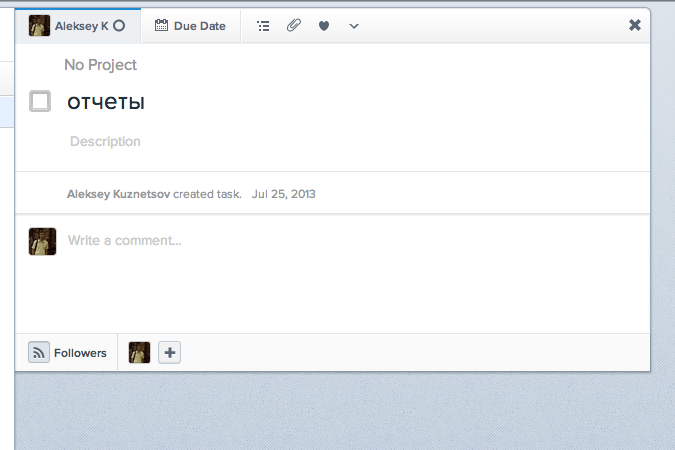 Aleksey K
Due Date
No Project
отчеты
Description
Aleksey Kuznetsov created task. Jul 25, 2013
Write a comment...
Followers